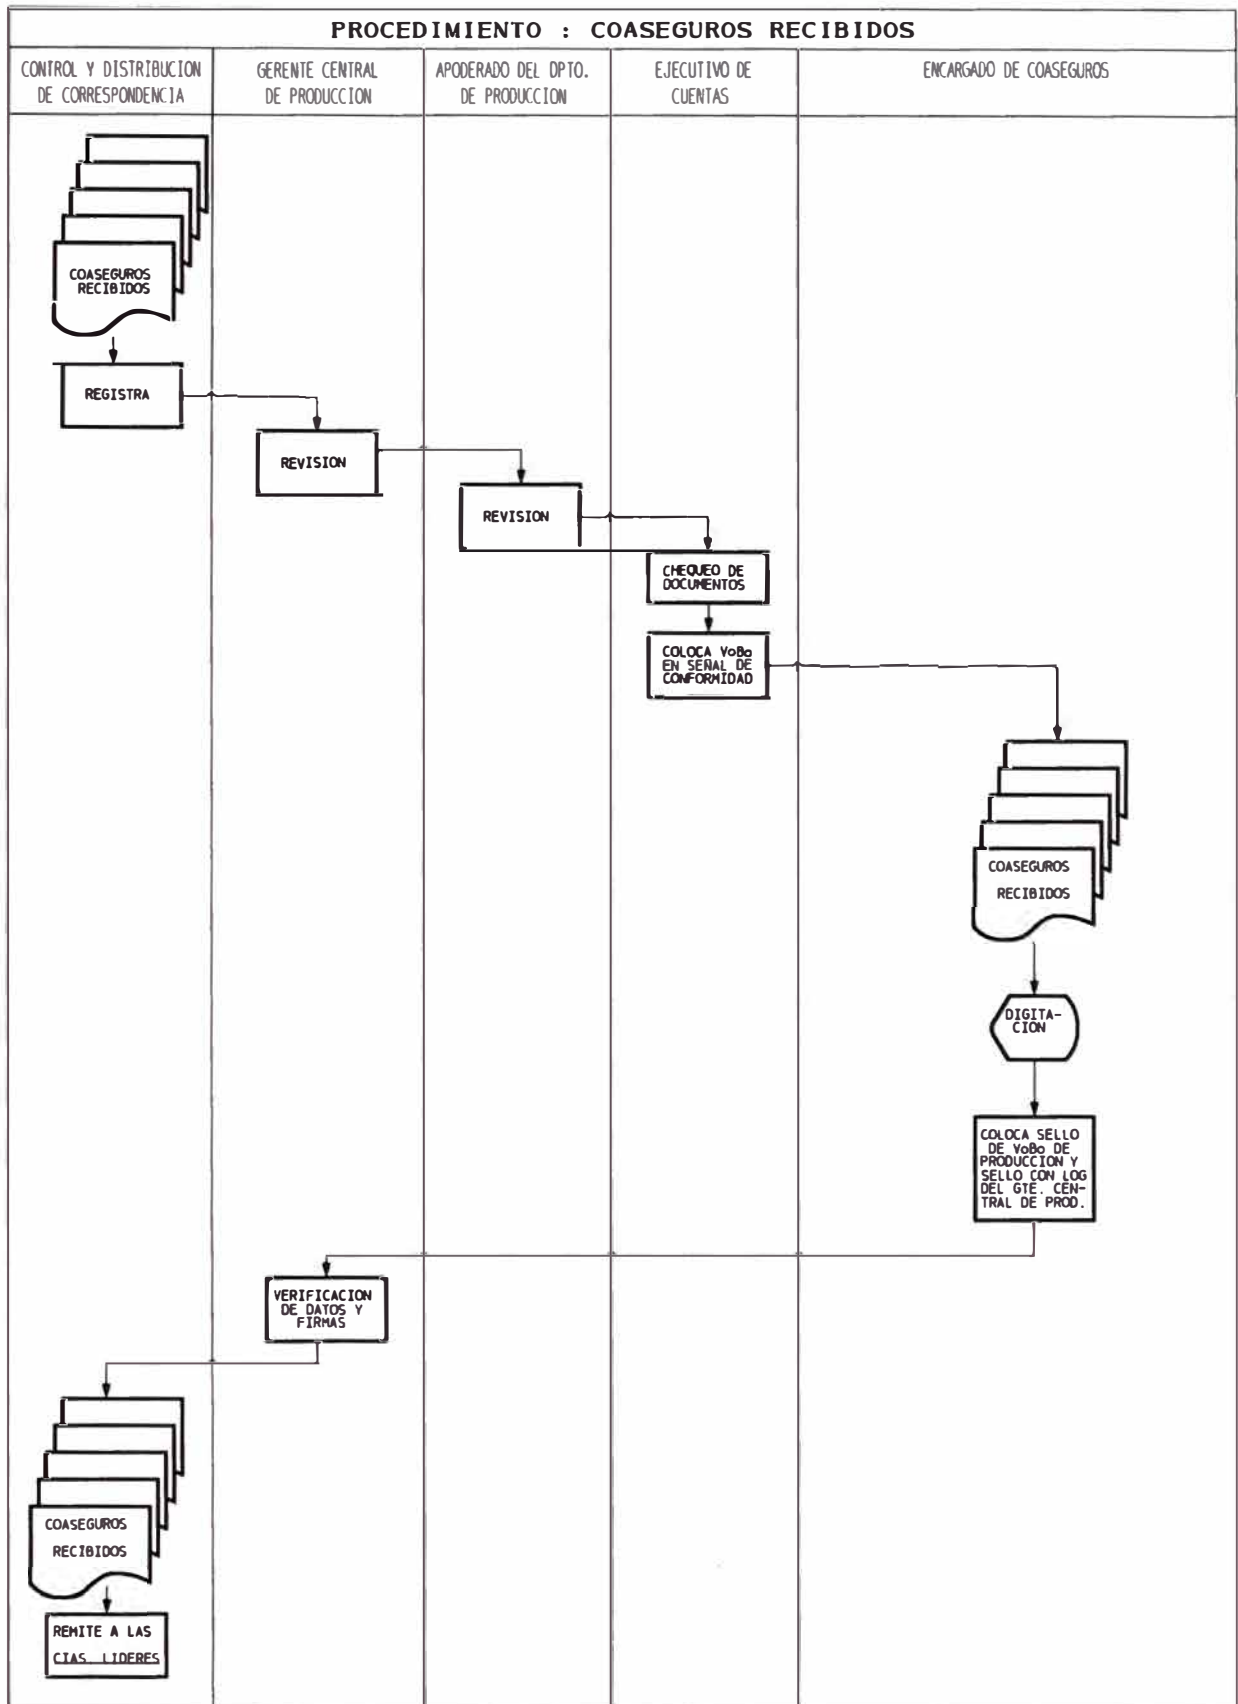 PROCEDIMIENTO : COASEGUROS RECIBIDOS
CONTROL Y DISTRIBUCION
DE CORRESPONDENCIA
GERENTE CENTRAL
DE PRODUCCION
APODERADO DEL DPTO.
DE PRODUCCION
EJECUTIVO DE
CUENTAS
ENCARGADO DE COASEGUROS
COASEGUROS
RECIBIDOS
REGISTRA
REVISION
REVISION
CHEQUEO DE
DOCUMENTOS
COLOCA VoBo
EN SEÑAL DE
CONFORMIDAD
COASEGUROS
RECIBIDOS
DIGITA-
CION
COLOCA SELLO
DE VoBo DE
PRODUCCION Y
SELLO CON LOG
DEL GTE. CEN-
TRAL DE PROD.
VERIFICACION
DE DATOS Y
FIRMAS
COASEGUROS
RECIBIDOS
REMITE A LAS
CIAS. LIDERES